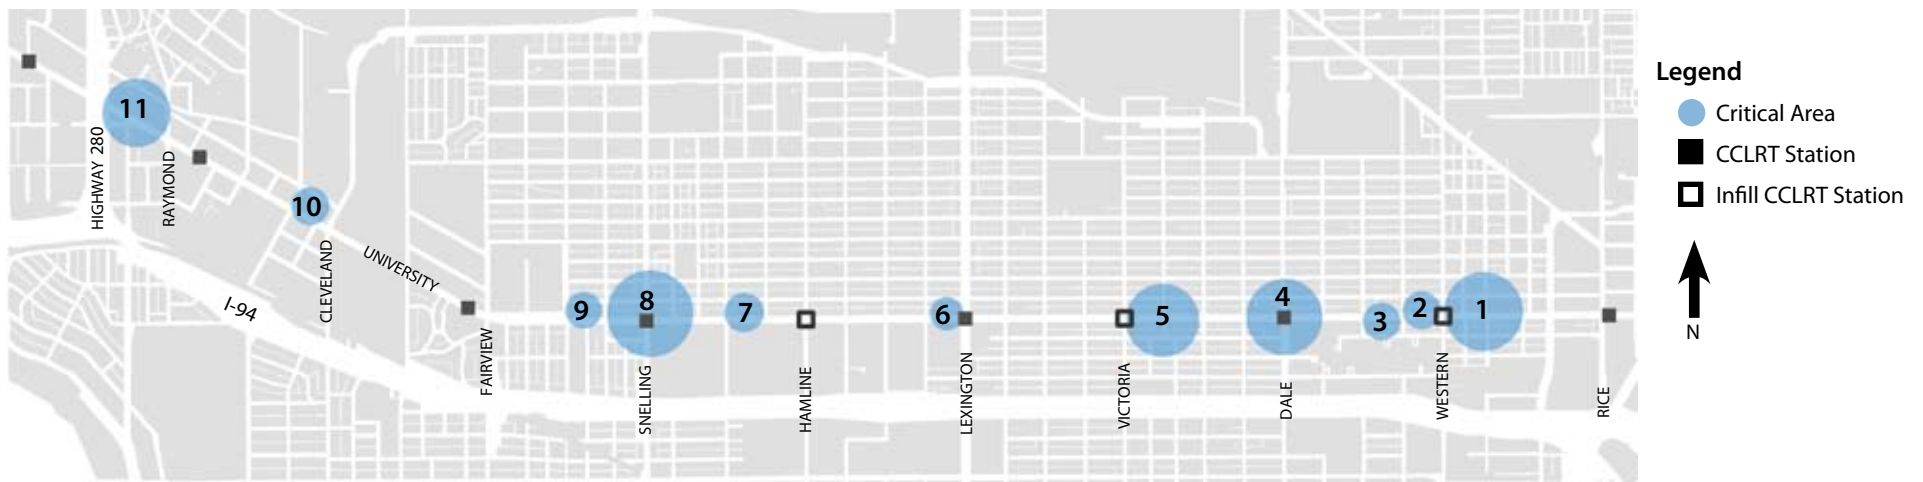 11
HIGHWAY 280
RAYMOND
10
CLEVELAND
UNIVERSITY
I-94
FAIRVIEW
9
8
SNELLING
7
HAMLINE
6
LEXINGTON
VICTORIA
5
4
DALE
3
2
WESTERN
1
RICE
Legend
Critical Area
CCLRT Station
Infill CCLRT Station
N